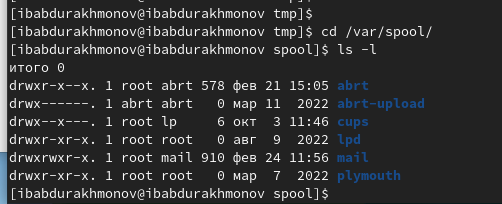 [ibabdurakhmonov@ibabdurakhmonov tmp]$
[ibabdurakhmonov@ibabdurakhmonov tmp]$ cd /var/spool/
[ibabdurakhmonov@ibabdurakhmonov spool]$ ls -l
итого 0
drwxr-x--x. 1 root abrt 578 фев 21 15:05 abrt
drwx------. 1 abrt abrt   0 мар 11  2022 abrt-upload
drwx--x---. 1 root lp     6 окт  3 11:46 cups
drwxr-xr-x. 1 root root   0 авг  9  2022 lpd
drwxrwxr-x. 1 root mail 910 фев 24 11:56 mail
drwxr-xr-x. 1 root root   0 мар  7  2022 plymouth
[ibabdurakhmonov@ibabdurakhmonov spool]$